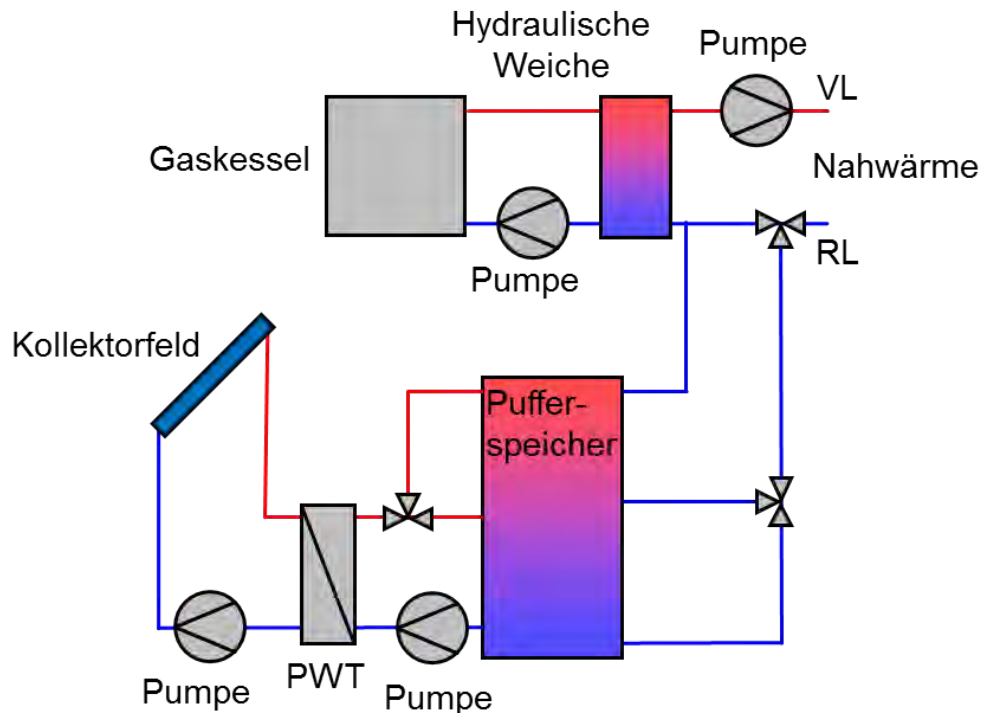 Hydraulische
Weiche
Pumpe
VL
Gaskessel
Nahwärme
RL
Pumpe
Kollektorfeld
Puffer-
speicher
Pumpe
PWT
Pumpe